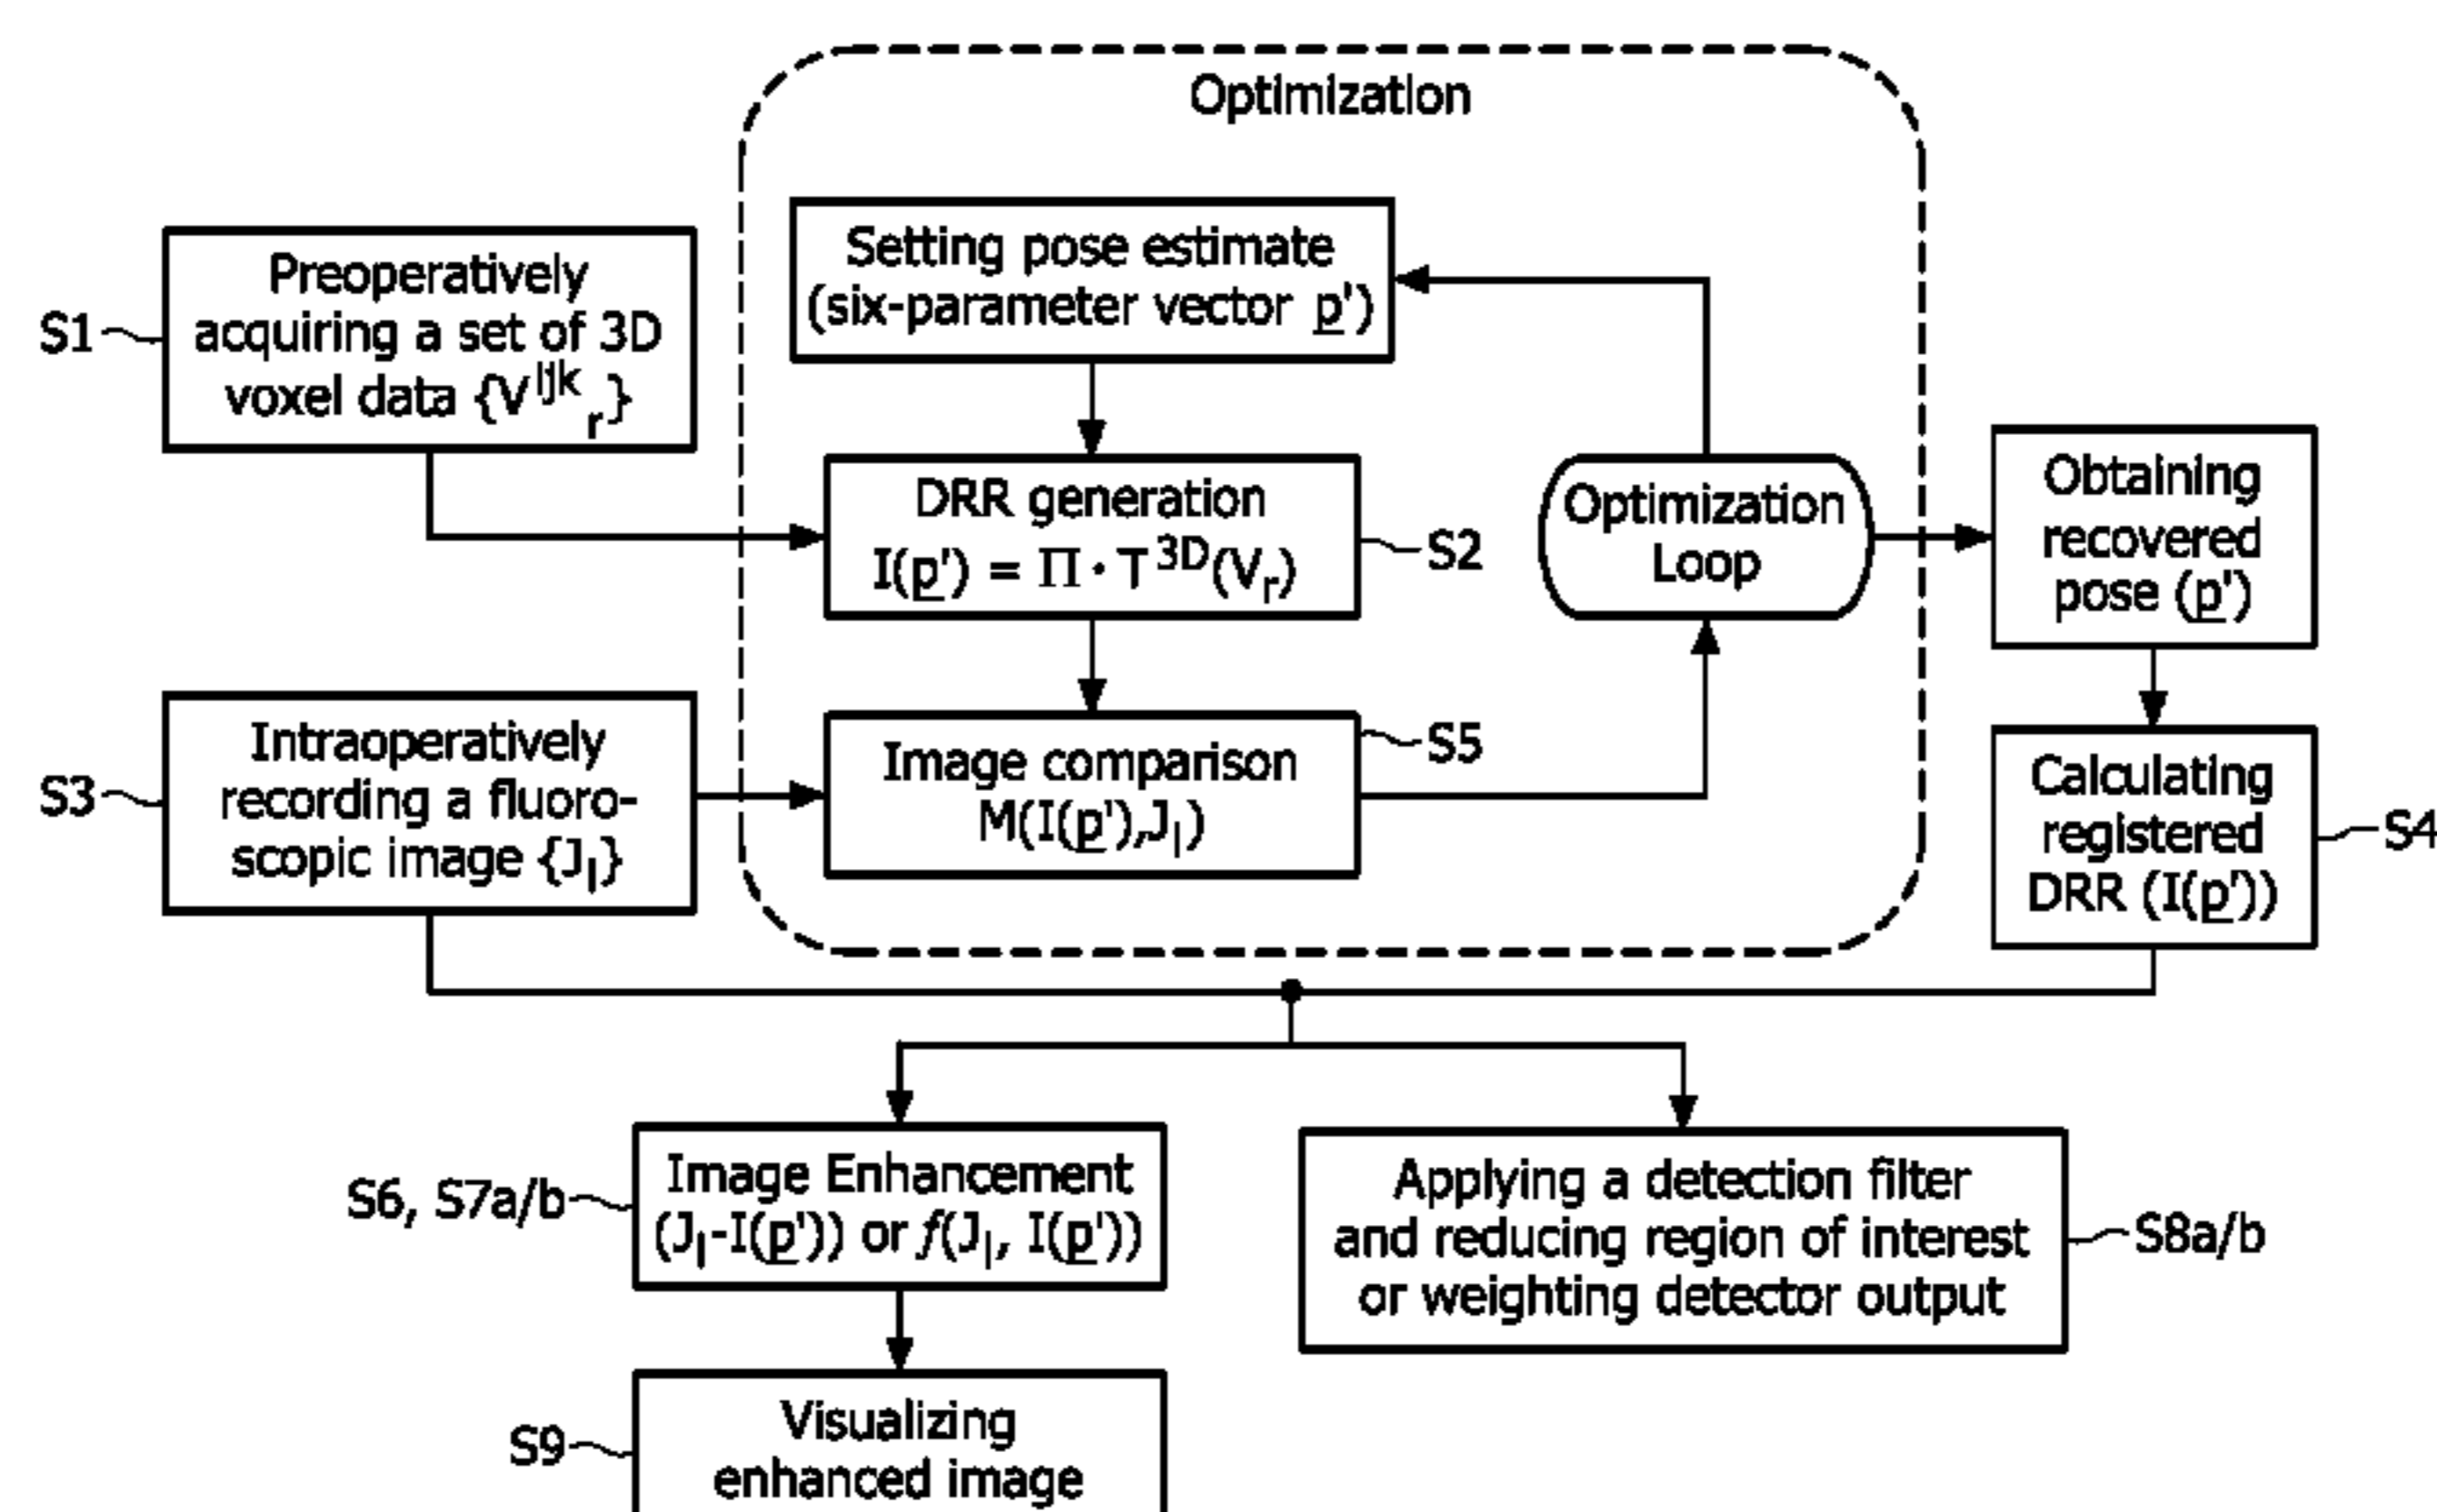 Optimization
S1
Preoperatively
acquiring a set of 3D
voxel data {V^ijk_r}
Setting pose estimate
(six-parameter vector p')
DRR generation
I(p') = Π · T^3D(V_r)
S2
Optimization
Loop
Obtaining
recovered
pose (p')
S3
Intraoperatively
recording a fluoro-
scopic image {J_l}
Image comparison
M(I(p'),J_l)
S5
Calculating
registered
DRR (I(p'))
S4
S6, S7a/b
Image Enhancement
(J_l-I(p')) or f(J_l, I(p'))
Applying a detection filter
and reducing region of interest
or weighting detector output
S8a/b
S9
Visualizing
enhanced image